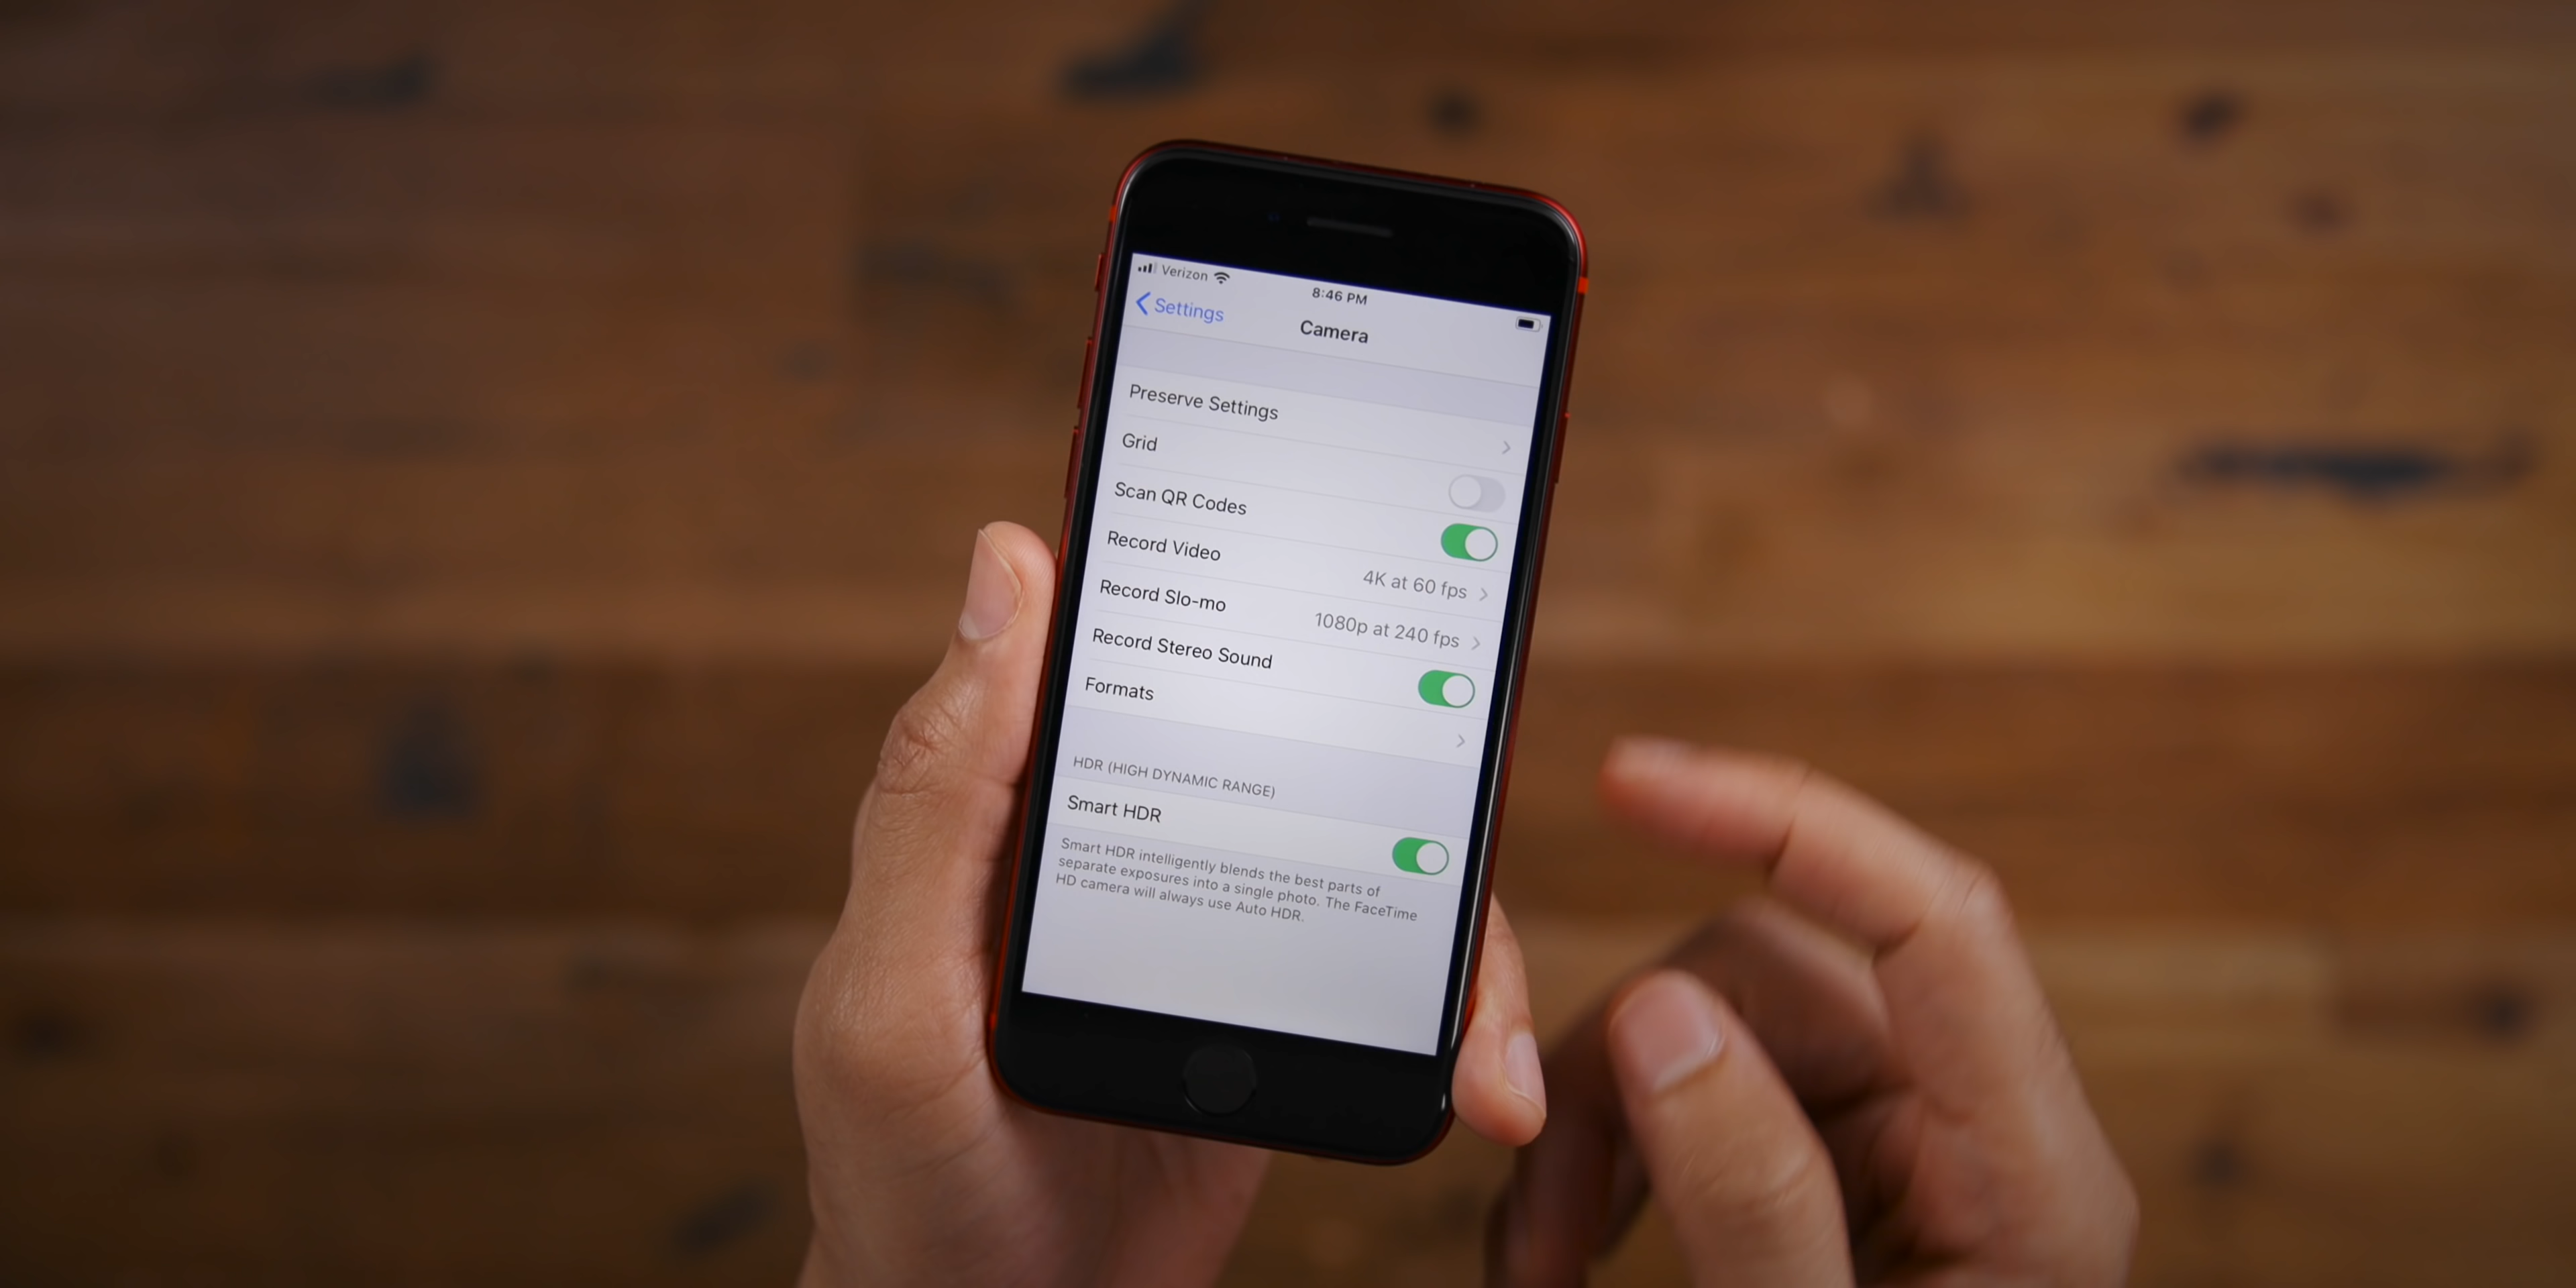 Verizon
8:46 PM
Settings
Camera
Preserve Settings
Grid
Scan QR Codes
Record Video 4K at 60 fps
Record Slo-mo 1080p at 240 fps
Record Stereo Sound
Formats
HDR (HIGH DYNAMIC RANGE)
Smart HDR
Smart HDR intelligently blends the best parts of
separate exposures into a single photo. The FaceTime
HD camera will always use Auto HDR.